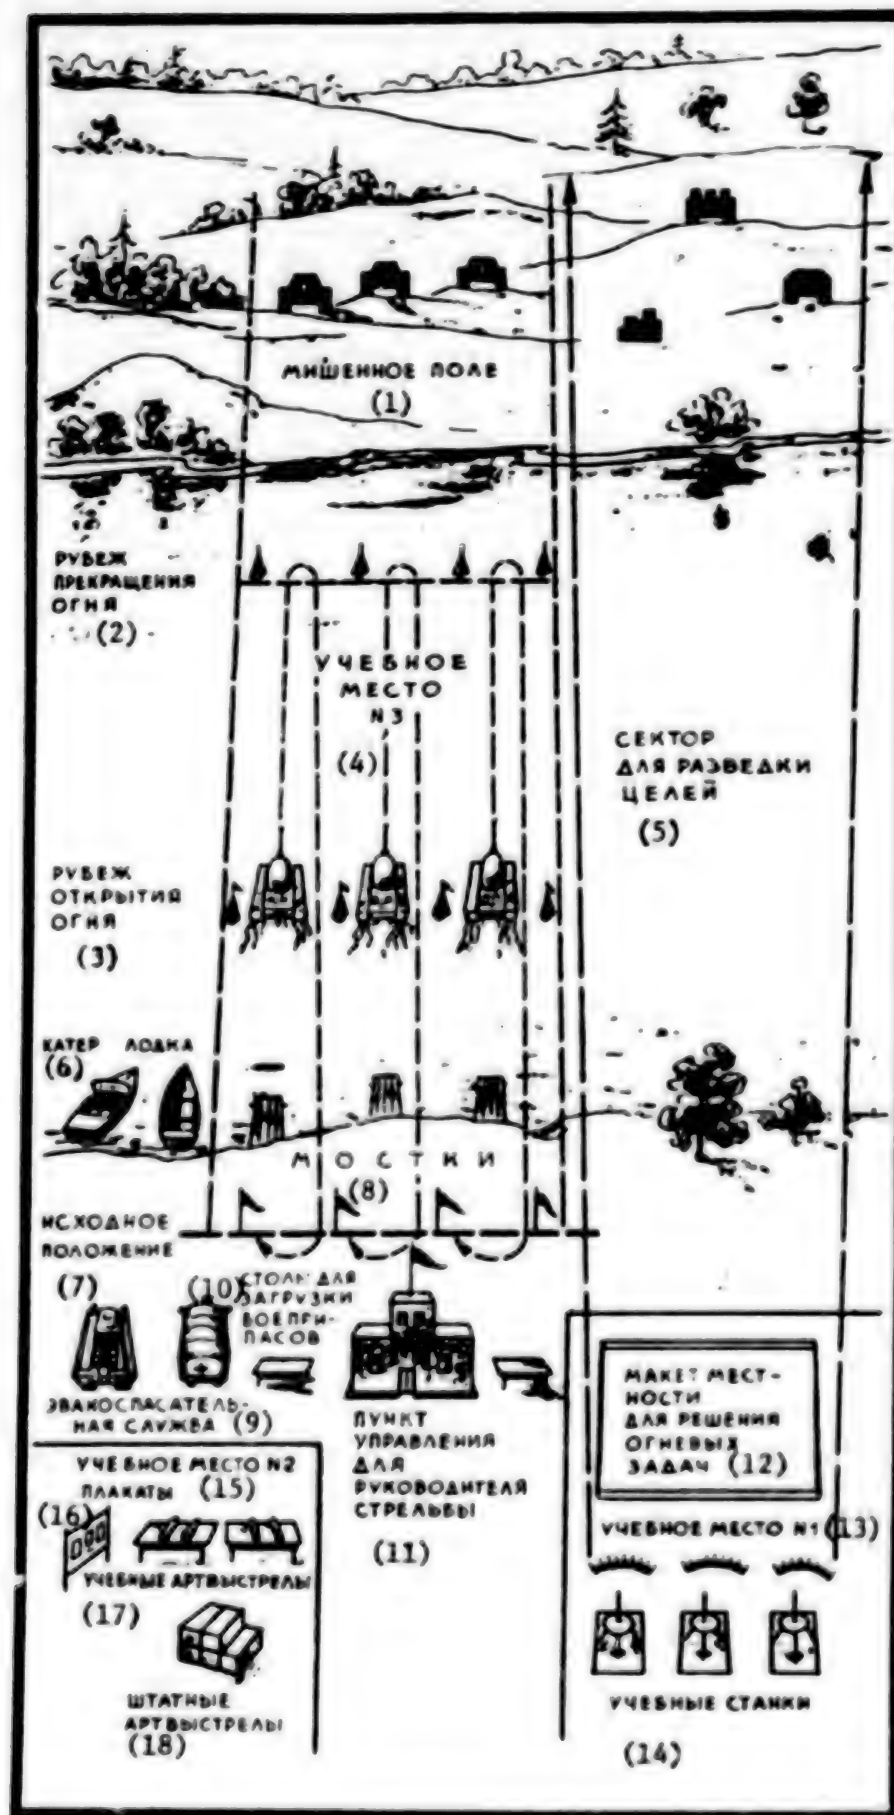 МИШЕННОЕ ПОЛЕ
(1)
РУБЕЖ
ПРЕКРАЩЕНИЯ
ОГНЯ
(2)
УЧЕБНОЕ
МЕСТО
N3
(4)
СЕКТОР
ДЛЯ РАЗВЕДКИ
ЦЕЛЕЙ
(5)
РУБЕЖ
ОТКРЫТИЯ
ОГНЯ
(3)
КАТЕР ЛОДКА
(6)
МОСТКИ
(8)
ИСХОДНОЕ
ПОЛОЖЕНИЕ
(7)
(10) СТОЛЫ ДЛЯ
ЗАГРУЗКИ
БОЕПРИ-
ПАСОВ
ЭВАКОСПАСАТЕЛЬ-
НАЯ СЛУЖБА (9)
ПУНКТ
УПРАВЛЕНИЯ
ДЛЯ
РУКОВОДИТЕЛЯ
СТРЕЛЬБЫ
(11)
МАКЕТ МЕСТ-
НОСТИ
ДЛЯ РЕШЕНИЯ
ОГНЕВЫХ
ЗАДАЧ (12)
УЧЕБНОЕ МЕСТО N1 (13)
УЧЕБНЫЕ СТАНКИ
(14)
УЧЕБНОЕ МЕСТО N2
ПЛАКАТЫ (15)
(16)
УЧЕБНЫЕ АРТВЫСТРЕЛЫ
(17)
ШТАТНЫЕ
АРТВЫСТРЕЛЫ
(18)